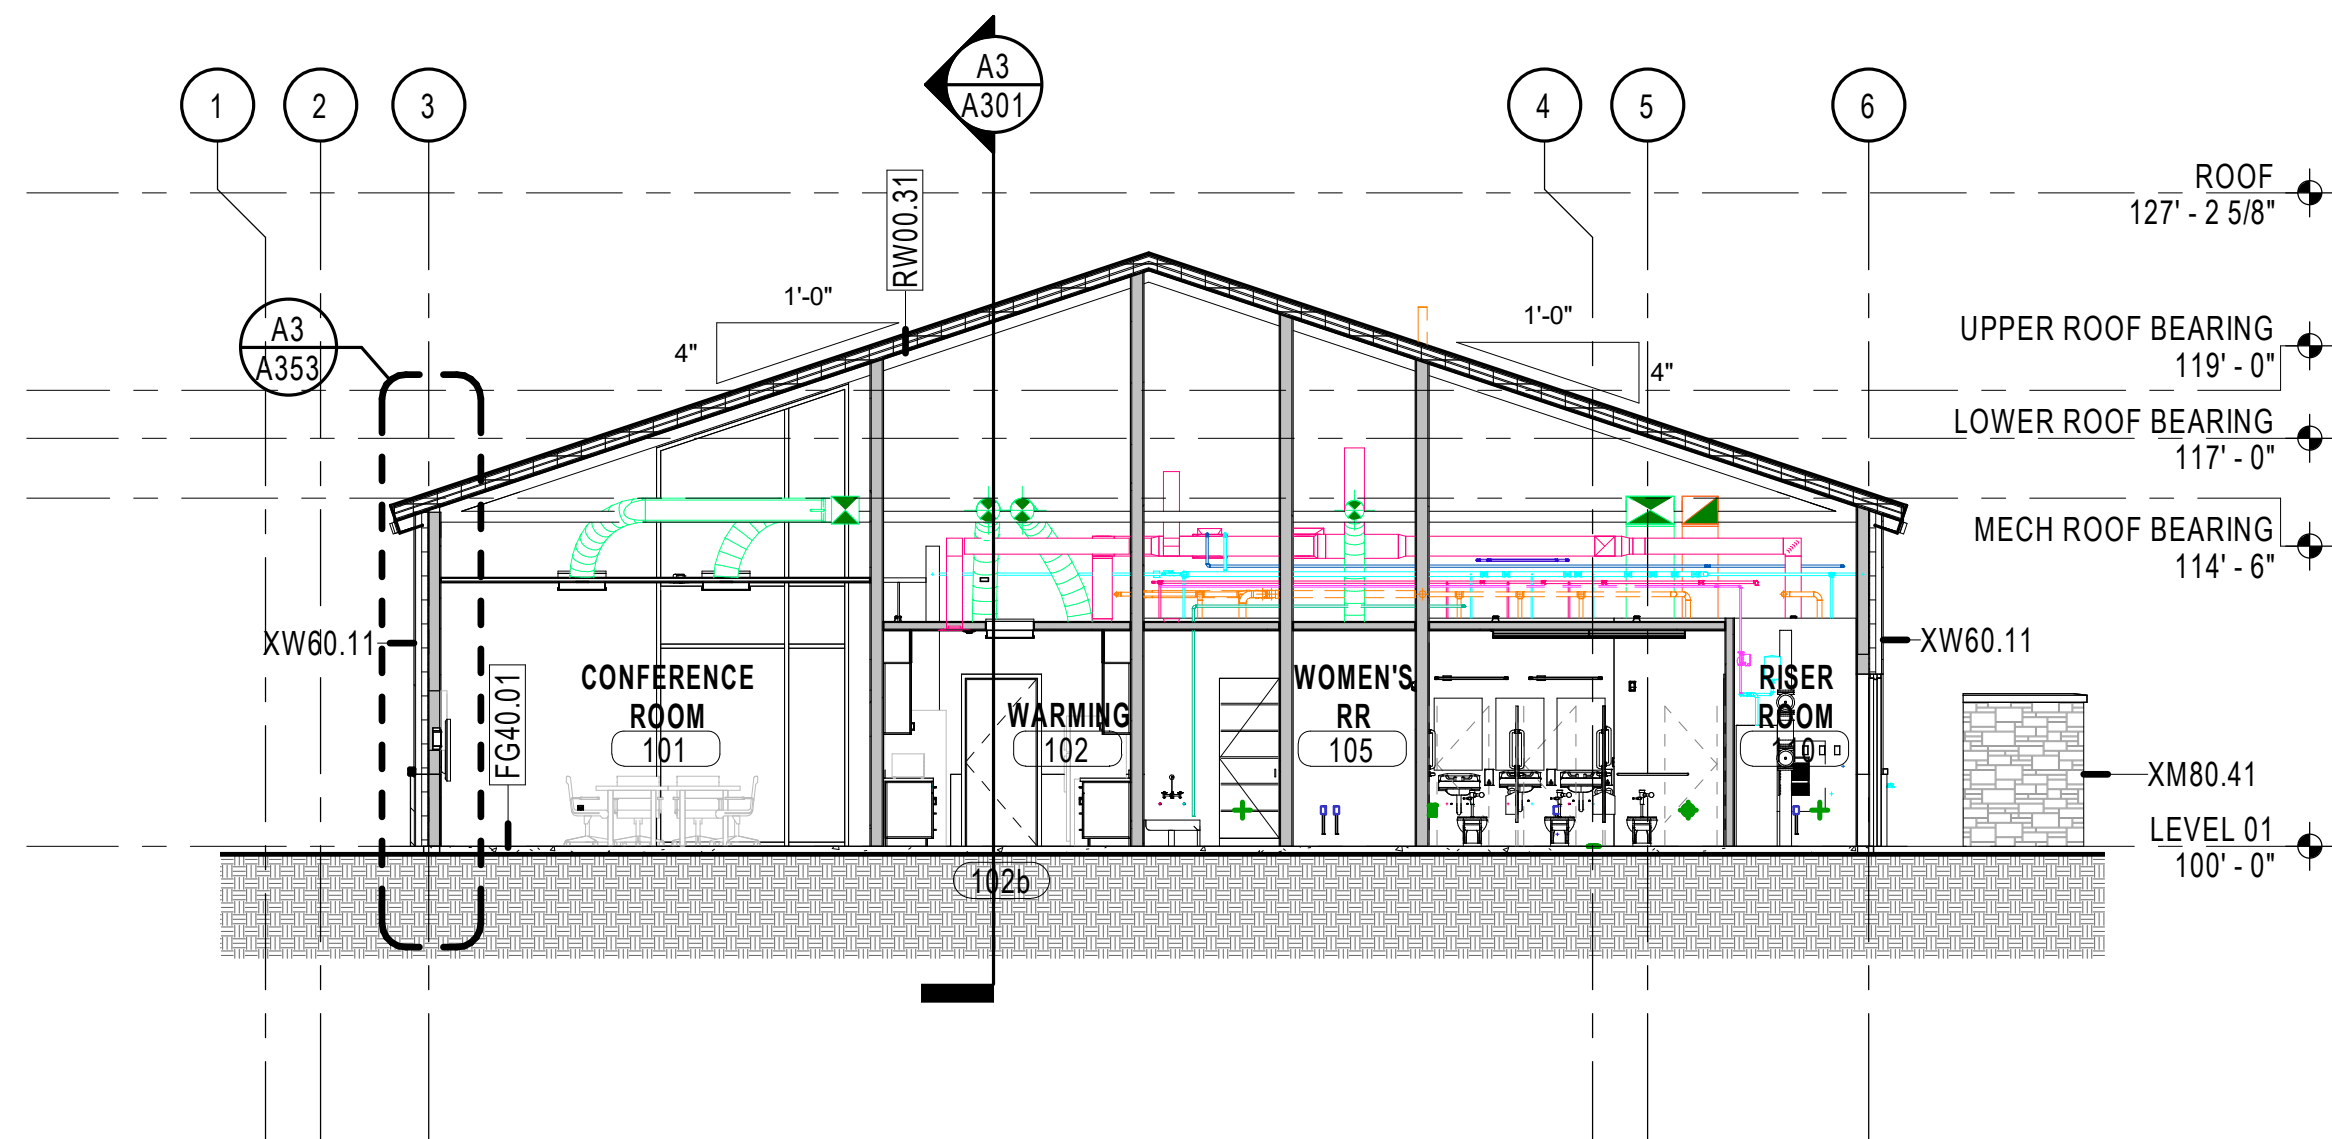 1
2
3
A3
A301
4
5
6
ROOF
127' - 2 5/8"
RW00.31
1'-0"
4"
1'-0"
4"
A3
A353
UPPER ROOF BEARING
119' - 0"
LOWER ROOF BEARING
117' - 0"
MECH ROOF BEARING
114' - 6"
XW60.11
XW60.11
FG40.01
CONFERENCE
ROOM
101
WARMING
102
WOMEN'S
RR
105
RISER
ROOM
110
XM80.41
LEVEL 01
100' - 0"
102b